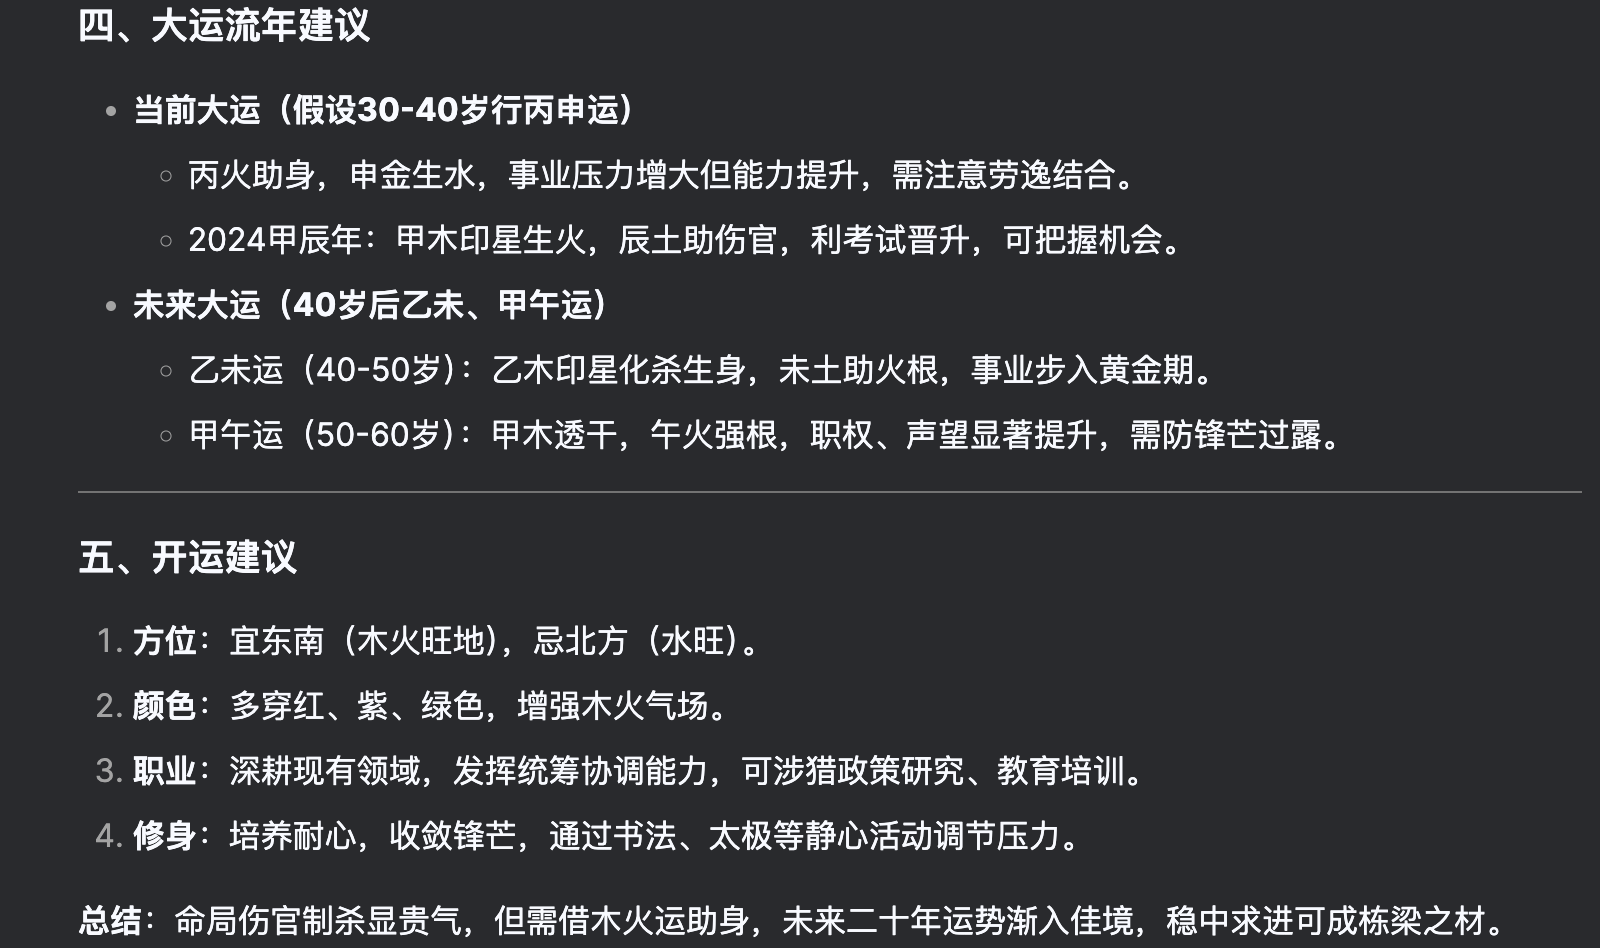 四、大运流年建议
• 当前大运（假设30-40岁行丙申运）
○ 丙火助身，申金生水，事业压力增大但能力提升，需注意劳逸结合。
○ 2024甲辰年：甲木印星生火，辰土助伤官，利考试晋升，可把握机会。
• 未来大运（40岁后乙未、甲午运）
○ 乙未运（40-50岁）：乙木印星化杀生身，未土助火根，事业步入黄金期。
○ 甲午运（50-60岁）：甲木透干，午火强根，职权、声望显著提升，需防锋芒过露。
五、开运建议
1. 方位：宜东南（木火旺地），忌北方（水旺）。
2. 颜色：多穿红、紫、绿色，增强木火气场。
3. 职业：深耕现有领域，发挥统筹协调能力，可涉猎政策研究、教育培训。
4. 修身：培养耐心，收敛锋芒，通过书法、太极等静心活动调节压力。
总结：命局伤官制杀显贵气，但需借木火运助身，未来二十年运势渐入佳境，稳中求进可成栋梁之材。